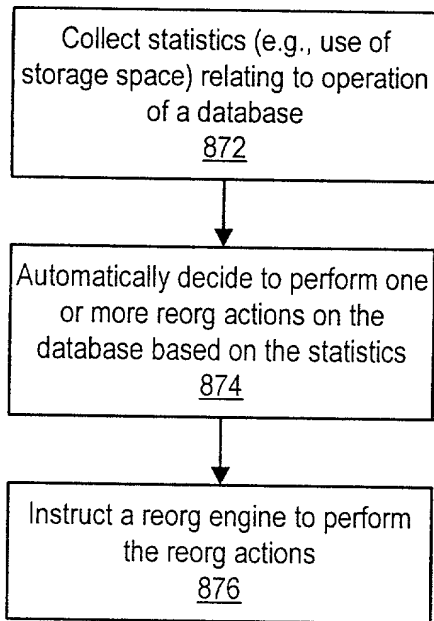 Collect statistics (e.g., use of
storage space) relating to operation
of a database
872
Automatically decide to perform one
or more reorg actions on the
database based on the statistics
874
Instruct a reorg engine to perform
the reorg actions
876